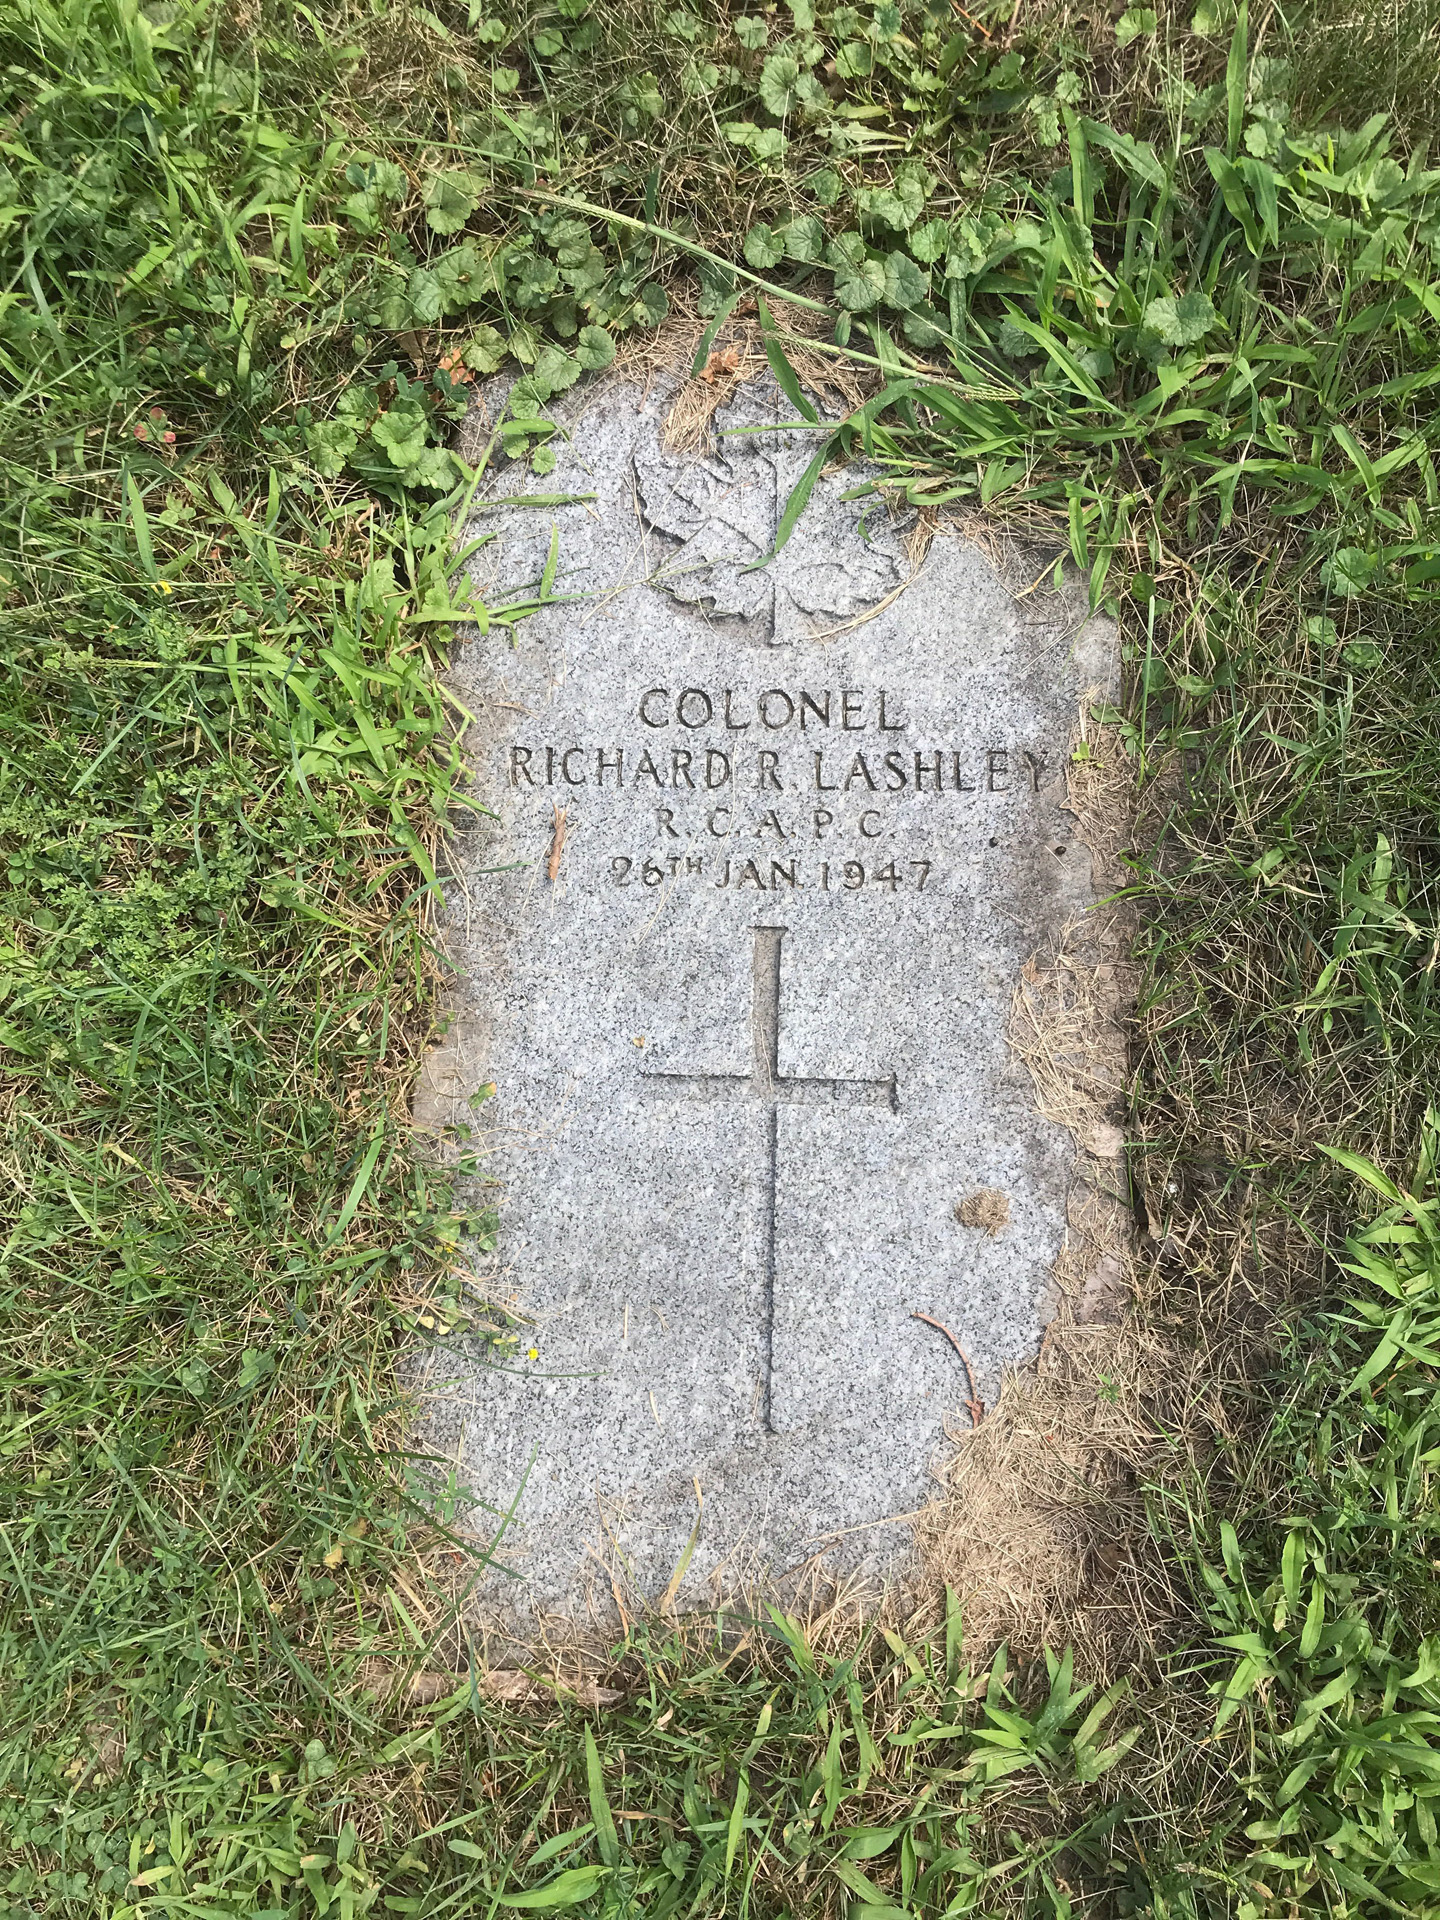 COLONEL
RICHARD R. LASHLEY
R.C.A.P.C.
26TH JAN. 1947